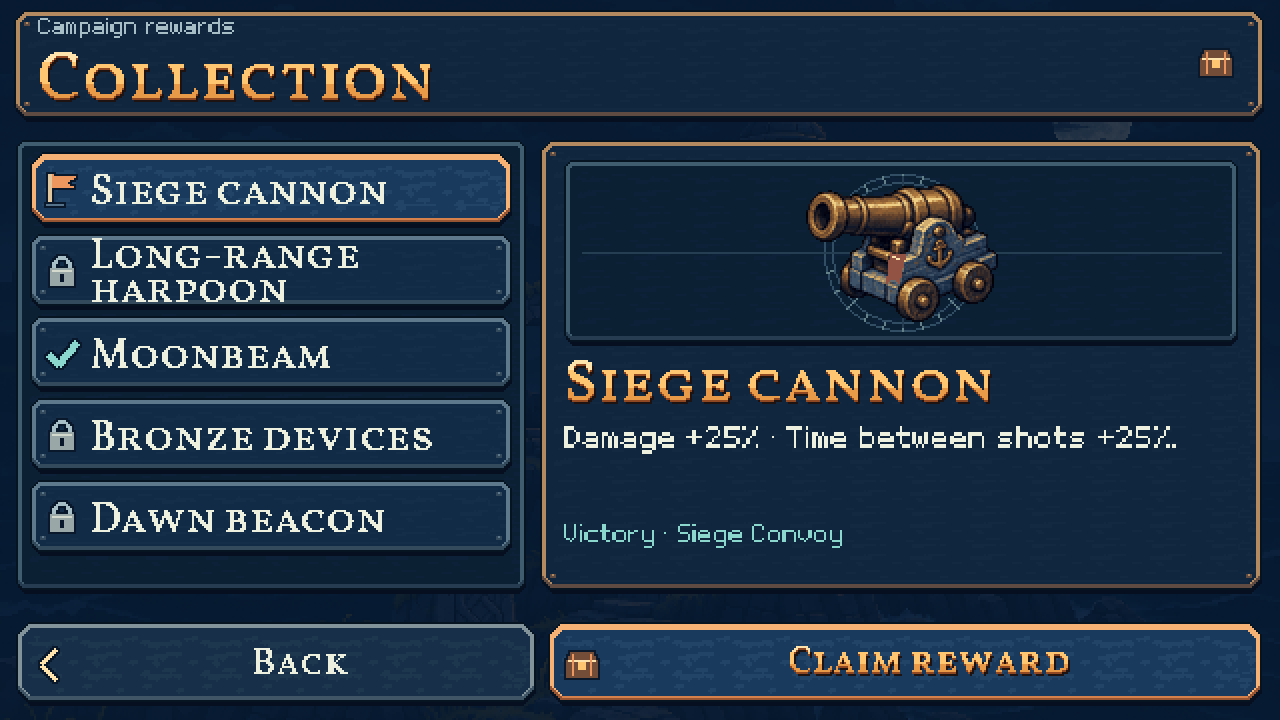 Campaign rewards
Collection
Siege cannon
Long-range
harpoon
Moonbeam
Bronze devices
Dawn beacon
Siege cannon
Damage +25% · Time between shots +25%.
Victory · Siege Convoy
Back
Claim reward